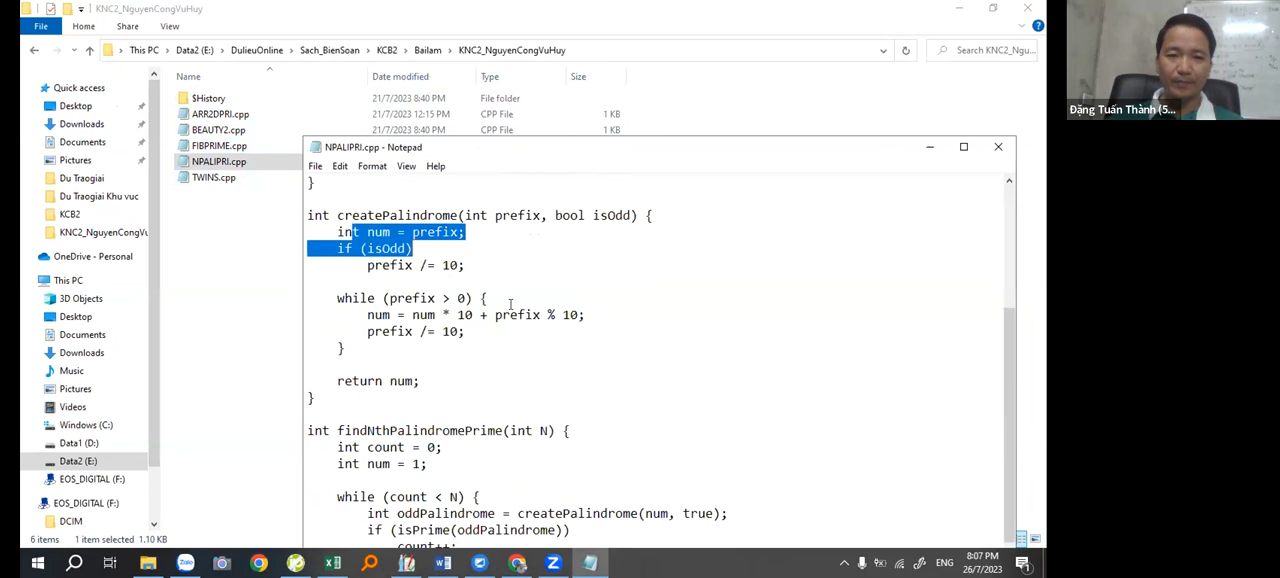 KNC2_NguyenCongVuHuy
File Home Share View
This PC Data2 (E:) DulieuOnline Sach_BienSoan KCB2 Bailam KNC2_NguyenCongVuHuy
Search KNC2_Ngu...
Name Date modified Type Size
Quick access
Desktop
Downloads
Documents
Pictures
Du Traogiai
Du Traogiai Khu vuc
KCB2
KNC2_NguyenCongVu
OneDrive - Personal
This PC
3D Objects
Desktop
Documents
Downloads
Music
Pictures
Videos
Windows (C:)
Data1 (D:)
Data2 (E:)
EOS_DIGITAL (F:)
EOS_DIGITAL (F:)
DCIM
$History 21/7/2023 8:40 PM File folder
ARR2DPRI.cpp 21/7/2023 12:15 PM CPP File 1 KB
BEAUTY2.cpp 21/7/2023 8:40 PM CPP File 1 KB
FIBPRIME.cpp
NPALIPRI.cpp
TWINS.cpp
NPALIPRI.cpp - Notepad
File Edit Format View Help
}
int createPalindrome(int prefix, bool isOdd) {
int num = prefix;
if (isOdd)
prefix /= 10;
while (prefix > 0) {
num = num * 10 + prefix % 10;
prefix /= 10;
}
return num;
}
int findNthPalindromePrime(int N) {
int count = 0;
int num = 1;
while (count < N) {
int oddPalindrome = createPalindrome(num, true);
if (isPrime(oddPalindrome))
count++;
6 items 1 item selected 1.10 KB
Zalo
ENG
8:07 PM
26/7/2023
Đặng Tuấn Thành (5...